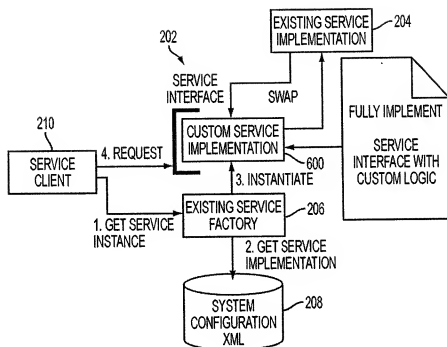 EXISTING SERVICE
IMPLEMENTATION
204
202
SERVICE
INTERFACE
SWAP
FULLY IMPLEMENT
SERVICE
INTERFACE WITH
CUSTOM LOGIC
210
SERVICE
CLIENT
4. REQUEST
CUSTOM SERVICE
IMPLEMENTATION
600
3. INSTANTIATE
1. GET SERVICE
INSTANCE
EXISTING SERVICE
FACTORY
206
2. GET SERVICE
IMPLEMENTATION
SYSTEM
CONFIGURATION
XML
208